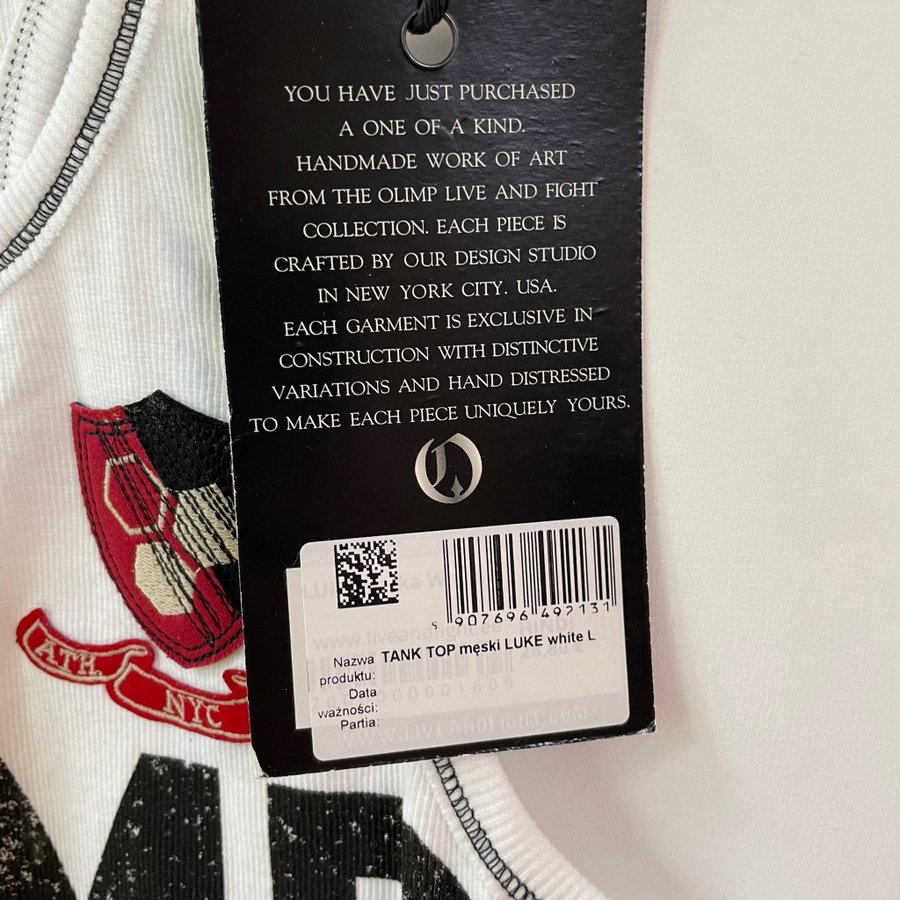 YOU HAVE JUST PURCHASED
A ONE OF A KIND.
HANDMADE WORK OF ART
FROM THE OLIMP LIVE AND FIGHT
COLLECTION. EACH PIECE IS
CRAFTED BY OUR DESIGN STUDIO
IN NEW YORK CITY. USA.
EACH GARMENT IS EXCLUSIVE IN
CONSTRUCTION WITH DISTINCTIVE
VARIATIONS AND HAND DISTRESSED
TO MAKE EACH PIECE UNIQUELY YOURS.
5 907696 492131
Nazwa produktu: TANK TOP męski LUKE white L
Data ważności:
Partia:
WWW.LIVEANDFIGHT.COM
ATH.
NYC